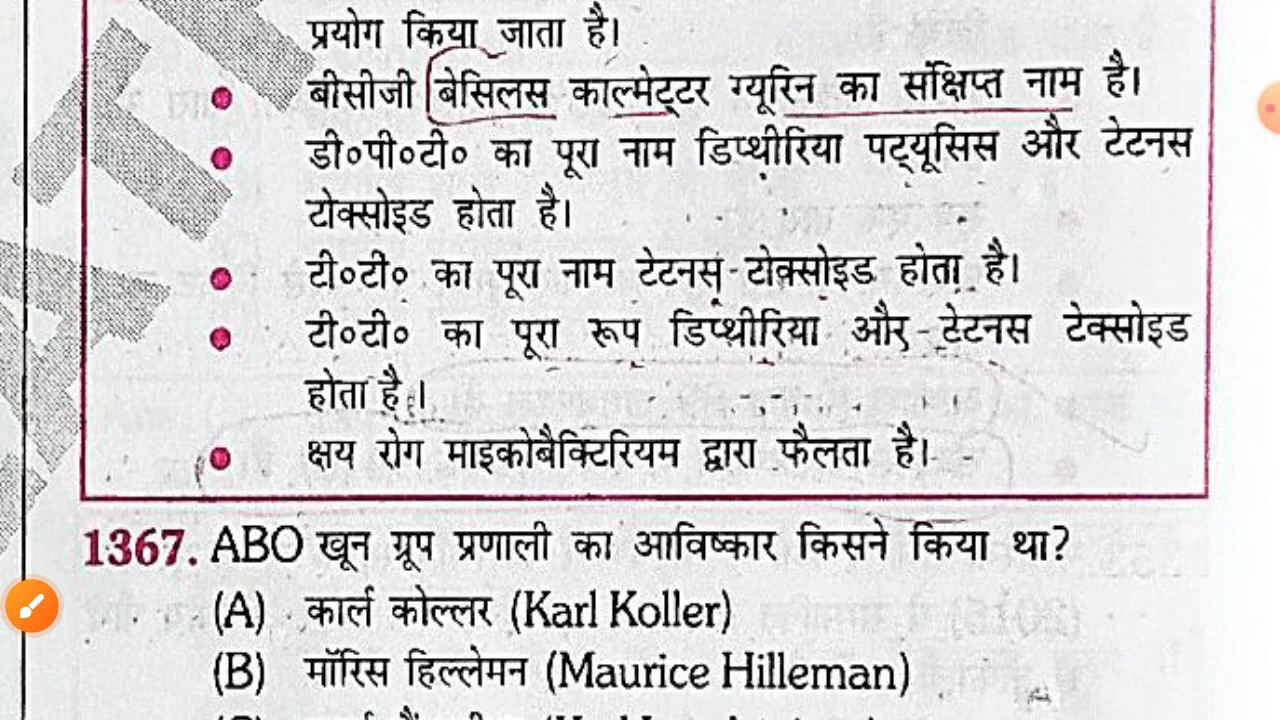 प्रयोग किया जाता है।
बीसीजी बेसिलस काल्मेट्टर ग्यूरिन का संक्षिप्त नाम है।
डी०पी०टी० का पूरा नाम डिप्थीरिया पट्यूसिस और टेटनस
टोक्सोइड होता है।
टी०टी० का पूरा नाम टेटनस टोक्सोइड होता है।
टी०टी० का पूरा रूप डिप्थीरिया और टेटनस टेक्सोइड
होता है।
क्षय रोग माइकोबैक्टिरियम द्वारा फैलता है।
1367. ABO खून ग्रूप प्रणाली का आविष्कार किसने किया था?
(A) कार्ल कोल्लर (Karl Koller)
(B) मॉरिस हिल्लेमन (Maurice Hilleman)